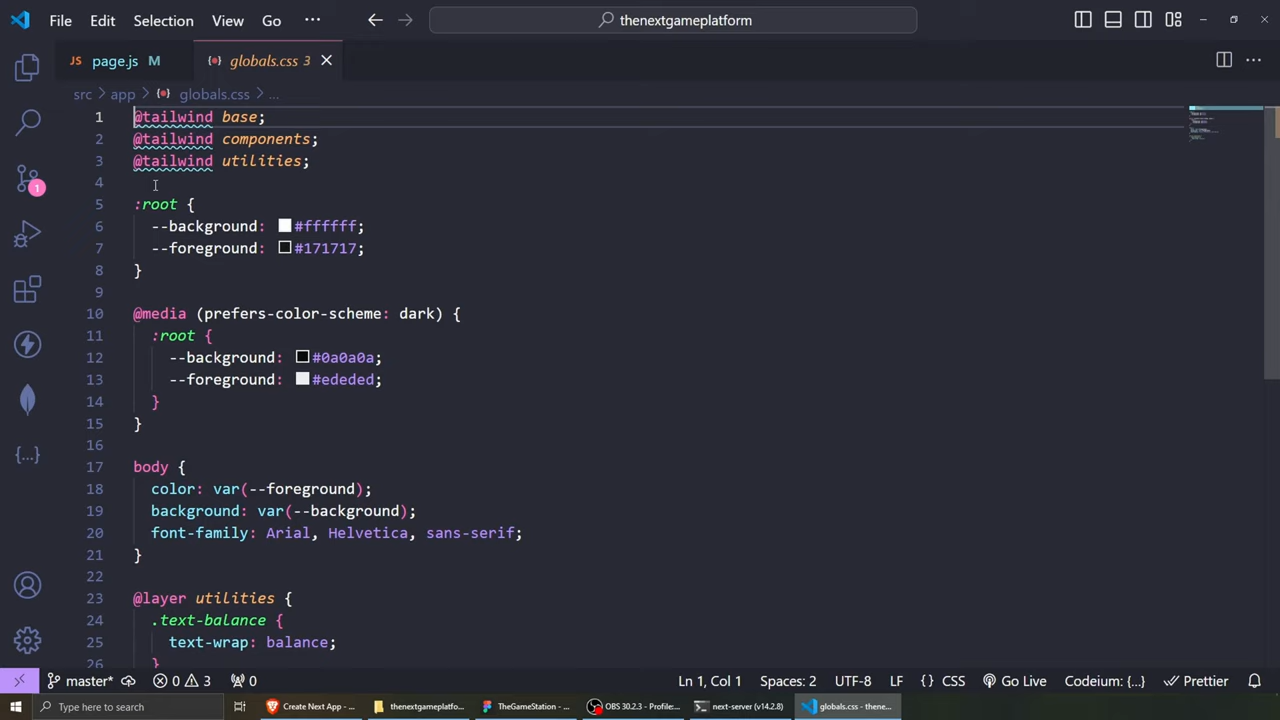 File Edit Selection View Go ··· thenextgameplatform
JS page.js M globals.css 3
src > app > globals.css > ...
1 @tailwind base;
2 @tailwind components;
3 @tailwind utilities;
4
5 :root {
6 --background: #ffffff;
7 --foreground: #171717;
8 }
9
10 @media (prefers-color-scheme: dark) {
11 :root {
12 --background: #0a0a0a;
13 --foreground: #ededed;
14 }
15 }
16
17 body {
18 color: var(--foreground);
19 background: var(--background);
20 font-family: Arial, Helvetica, sans-serif;
21 }
22
23 @layer utilities {
24 .text-balance {
25 text-wrap: balance;
26 }
1
{...}
master* 0 3 0 Ln 1, Col 1 Spaces: 2 UTF-8 LF {} CSS Go Live Codeium: {...} Prettier
Type here to search Create Next App - ... thenextgameplatfo... TheGameStation - ... OBS 30.2.3 - Profile:... next-server (v14.2.8) globals.css - thene...